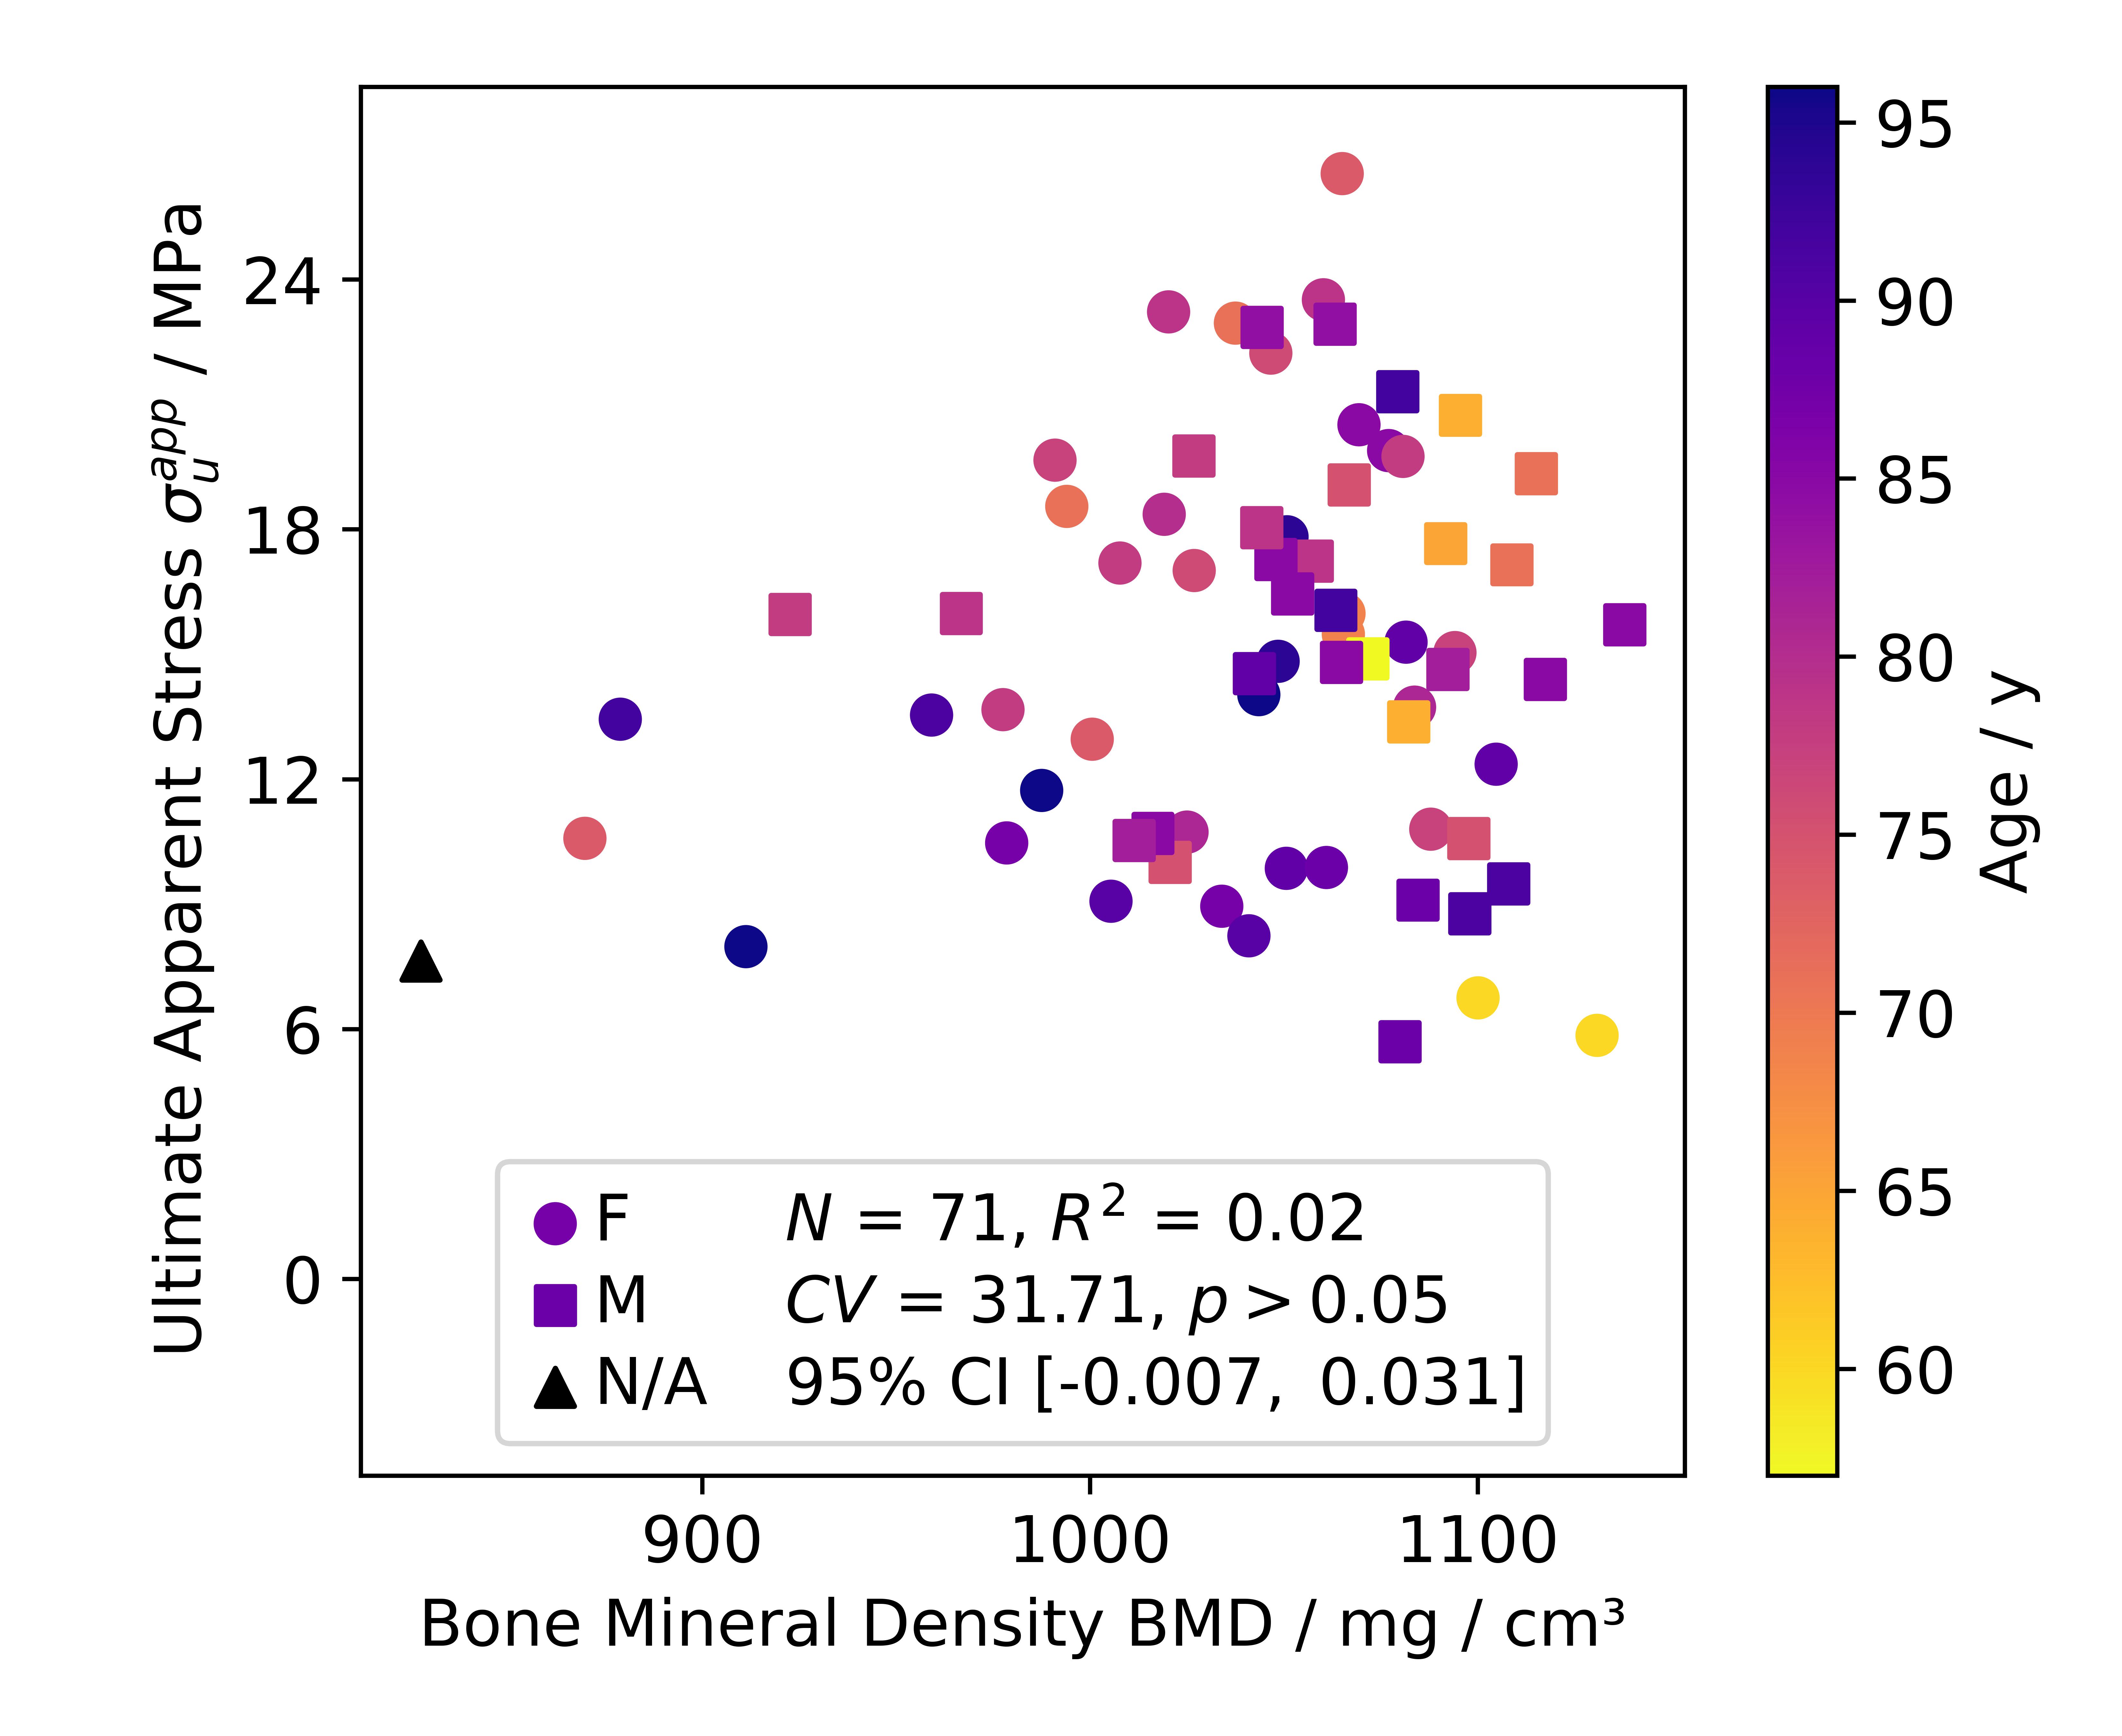 Ultimate Apparent Stress σᵤᵃᵖᵖ / MPa
24
18
12
6
0
F N = 71, R² = 0.02
M CV = 31.71, p > 0.05
N/A 95% CI [-0.007, 0.031]
900 1000 1100
Bone Mineral Density BMD / mg / cm³
95
90
85
80
75
70
65
60
Age / y